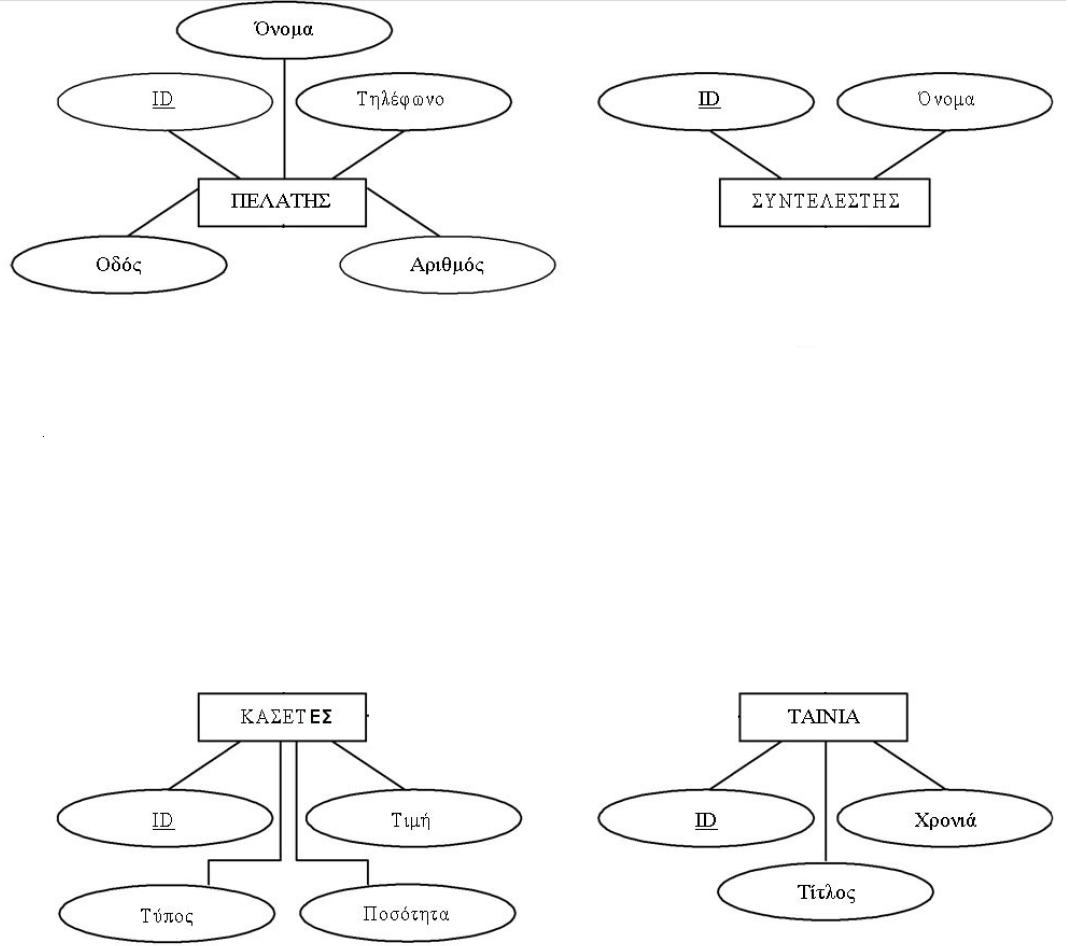 Όνομα
ID
Τηλέφωνο
ID
Όνομα
ΠΕΛΑΤΗΣ
ΣΥΝΤΕΛΕΣΤΗΣ
Οδός
Αριθμός
ΚΑΣΕΤΕΣ
ΤΑΙΝΙΑ
ID
Τιμή
ID
Χρονιά
Τίτλος
Τύπος
Ποσότητα